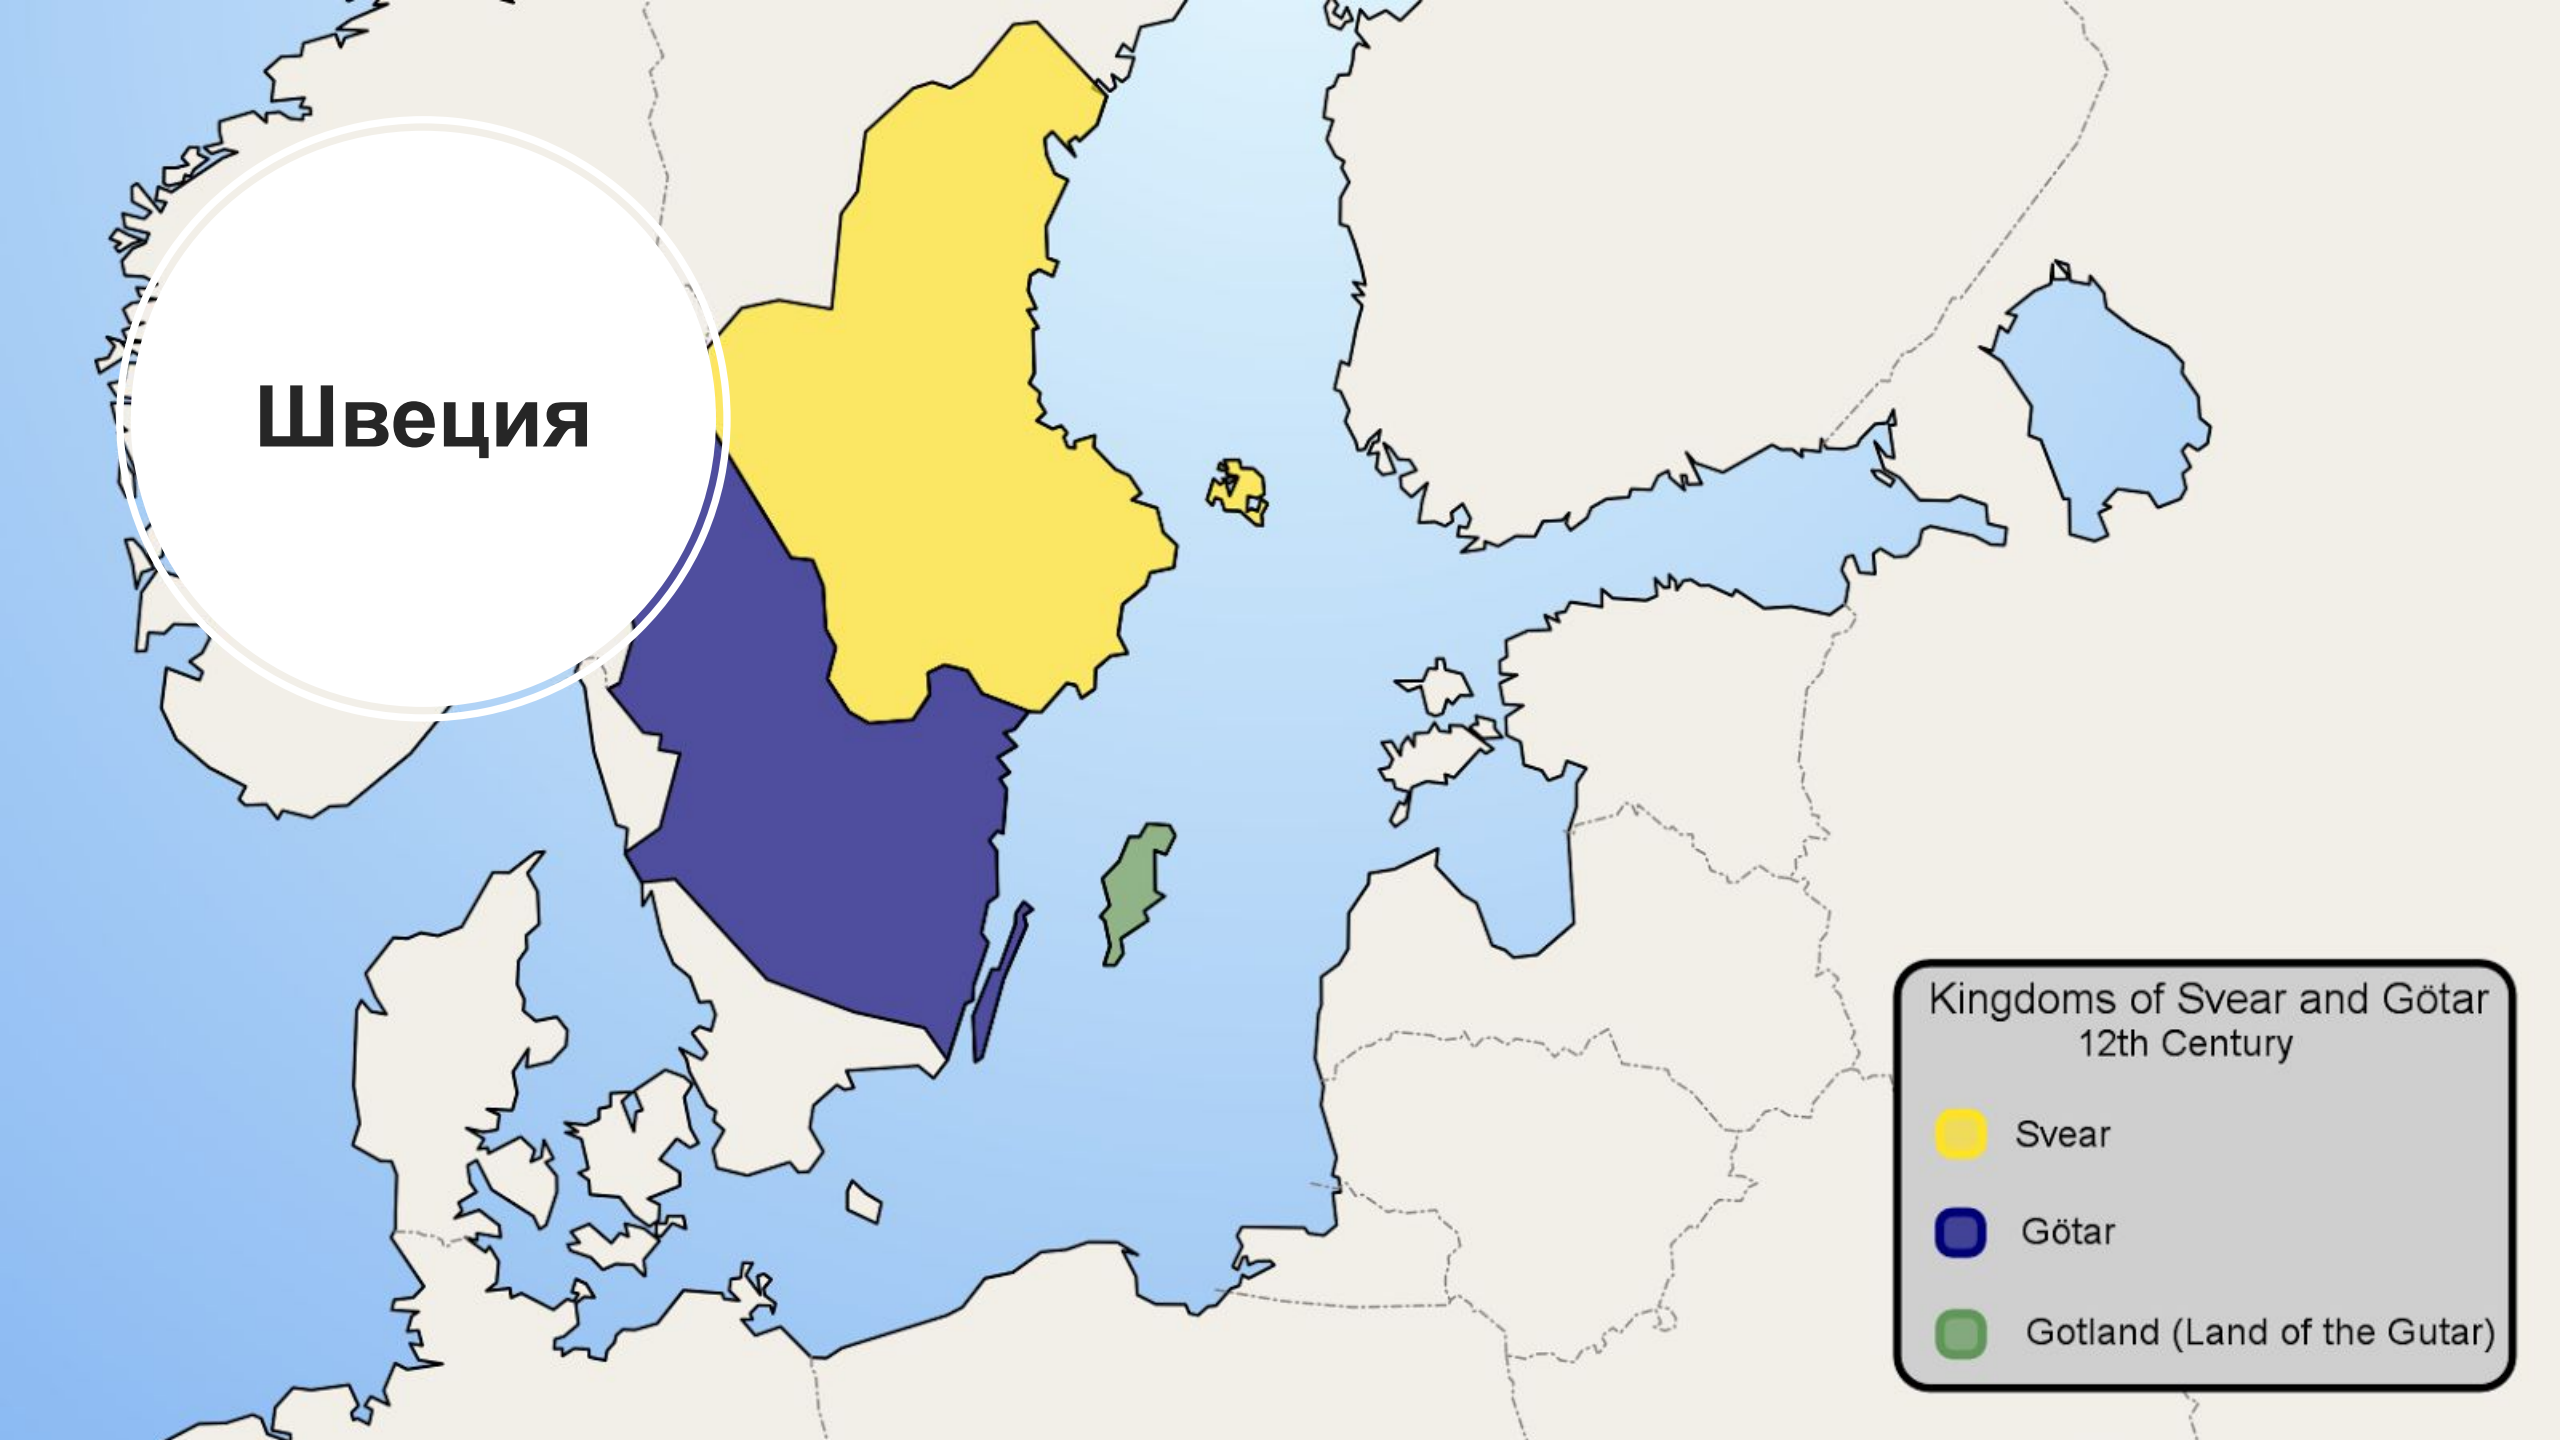 Швеция
Kingdoms of Svear and Götar
12th Century
Svear
Götar
Gotland (Land of the Gutar)